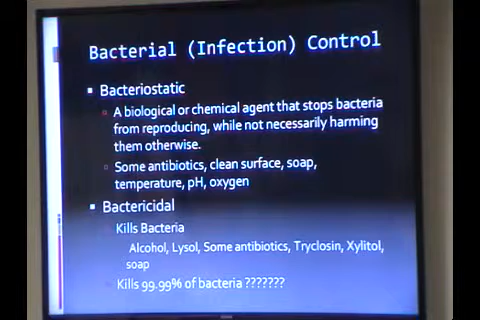 Bacterial (Infection) Control
Bacteriostatic
A biological or chemical agent that stops bacteria
from reproducing, while not necessarily harming
them otherwise.
Some antibiotics, clean surface, soap,
temperature, pH, oxygen
Bactericidal
Kills Bacteria
Alcohol, Lysol, Some antibiotics, Tryclosin, Xylitol,
soap
Kills 99.99% of bacteria ???????